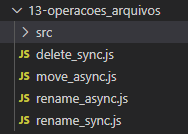 13-operacoes_arquivos
src
JS delete_sync.js
JS move_async.js
JS rename_async.js
JS rename_sync.js